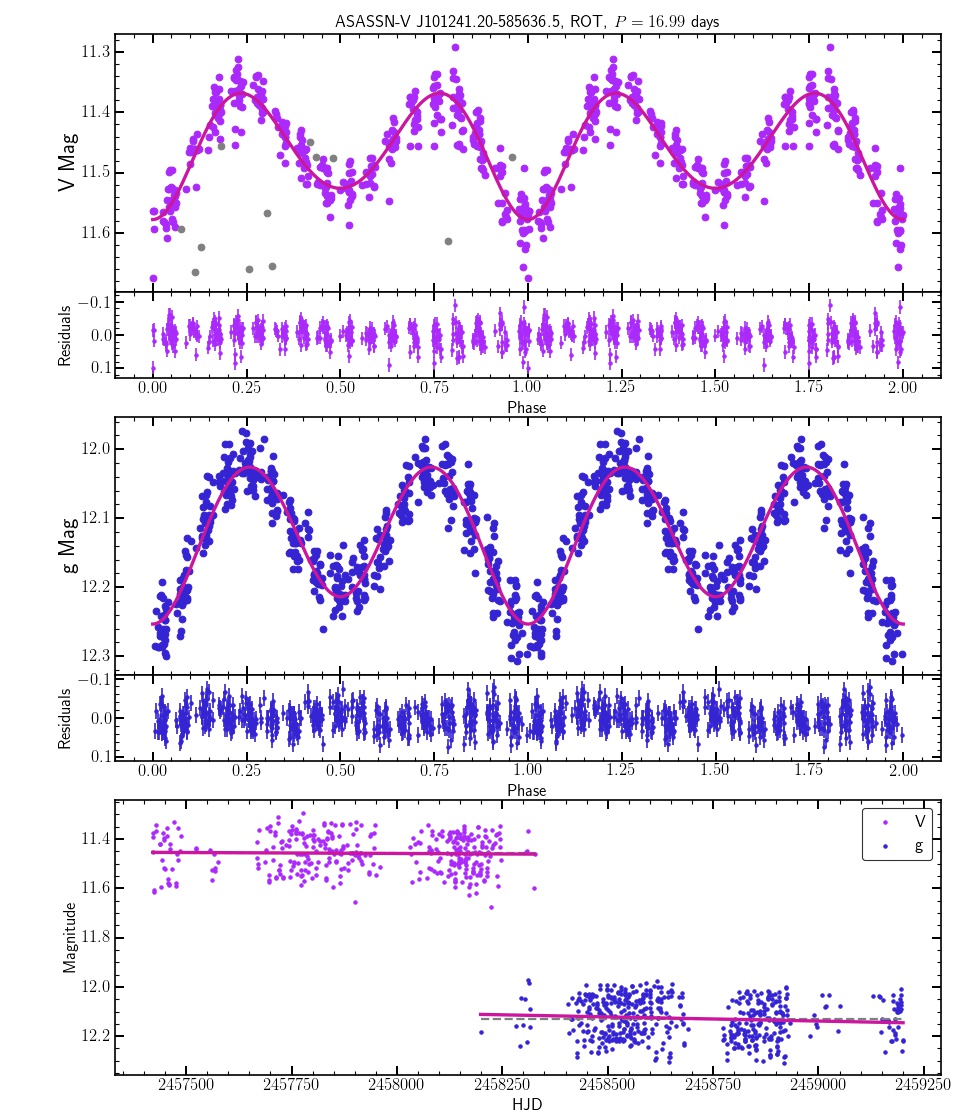 ASASSN-V J101241.20-585636.5, ROT, P = 16.99 days
11.3
11.4
11.5
11.6
V Mag
−0.1
0.0
0.1
Residuals
0.00 0.25 0.50 0.75 1.00 1.25 1.50 1.75 2.00
Phase
12.0
12.1
12.2
12.3
g Mag
−0.1
0.0
0.1
Residuals
0.00 0.25 0.50 0.75 1.00 1.25 1.50 1.75 2.00
Phase
V
g
11.4
11.6
11.8
12.0
12.2
Magnitude
2457500 2457750 2458000 2458250 2458500 2458750 2459000 2459250
HJD